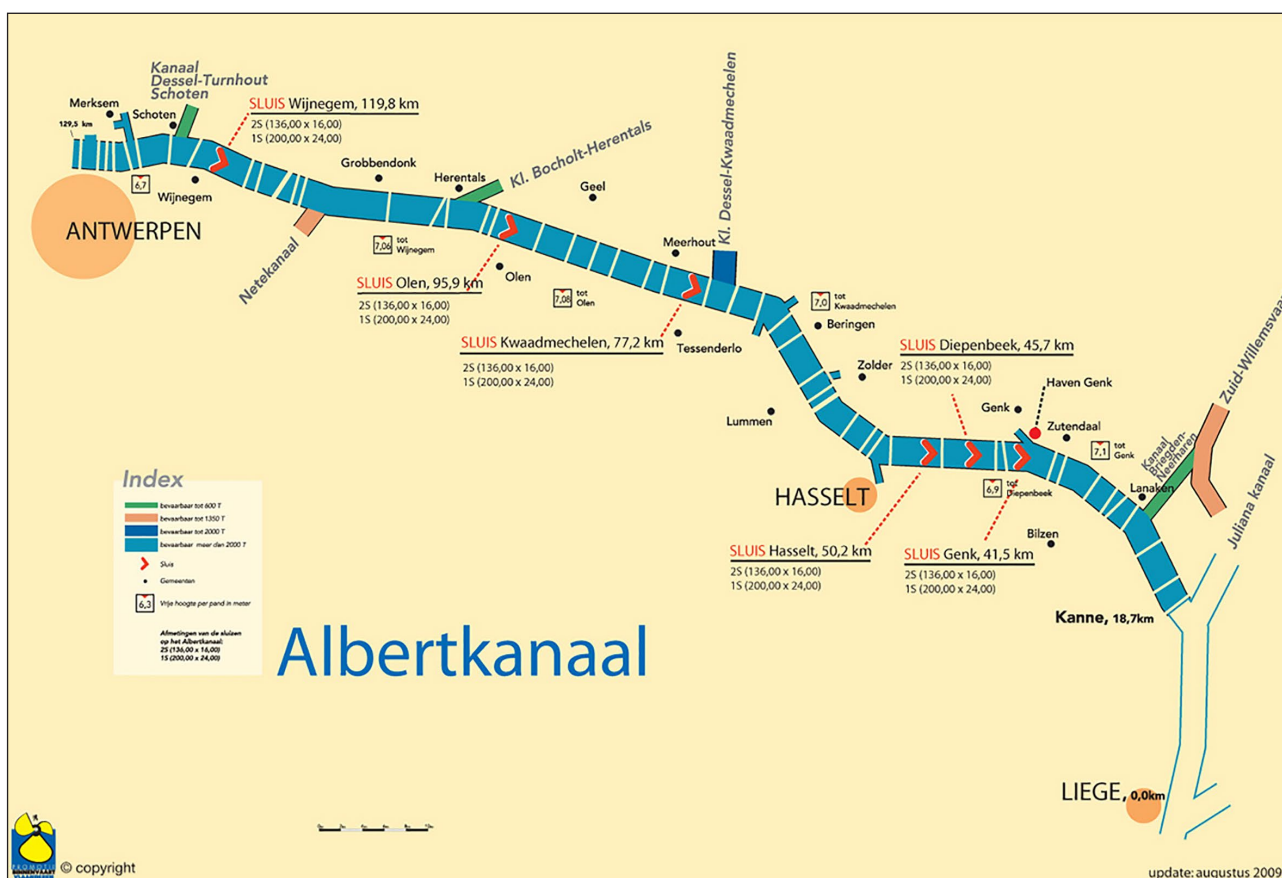 Kanaal
Dessel-Turnhout
Schoten
Merksem
Schoten
129,5 km
SLUIS Wijnegem, 119,8 km
2S (136,00 x 16,00)
1S (200,00 x 24,00)
6,7
Wijnegem
ANTWERPEN
Netekanaal
Grobbendonk
Herentals
Kl. Bocholt-Herentals
7,06
tot
Wijnegem
Geel
SLUIS Olen, 95,9 km
2S (136,00 x 16,00)
1S (200,00 x 24,00)
Olen
7,08
tot
Olen
Meerhout
Kl. Dessel-Kwaadmechelen
SLUIS Kwaadmechelen, 77,2 km
2S (136,00 x 16,00)
1S (200,00 x 24,00)
Tessenderlo
7,0
tot
Kwaadmechelen
Beringen
Zolder
Lummen
SLUIS Diepenbeek, 45,7 km
2S (136,00 x 16,00)
1S (200,00 x 24,00)
Haven Genk
Genk
Zutendaal
7,1
tot
Genk
Kanaal
Briegden-
Neerharen
Zuid-Willemsvaa
Lanaken
Juliana kanaal
HASSELT
6,9
tot
Diepenbeek
Bilzen
SLUIS Hasselt, 50,2 km
2S (136,00 x 16,00)
1S (200,00 x 24,00)
SLUIS Genk, 41,5 km
2S (136,00 x 16,00)
1S (200,00 x 24,00)
Kanne, 18,7km
LIEGE, 0,0km
Index
bevaarbaar tot 600 T
bevaarbaar tot 1350 T
bevaarbaar tot 2000 T
bevaarbaar meer dan 2000 T
Sluis
Gemeenten
6,3
Vrije hoogte per pand in meter
Afmetingen van de sluizen
op het Albertkanaal:
2S (136,00 x 16,00)
1S (200,00 x 24,00)
Albertkanaal
PROMOTIE
BINNENVAART
VLAANDEREN
© copyright
update: augustus 2009